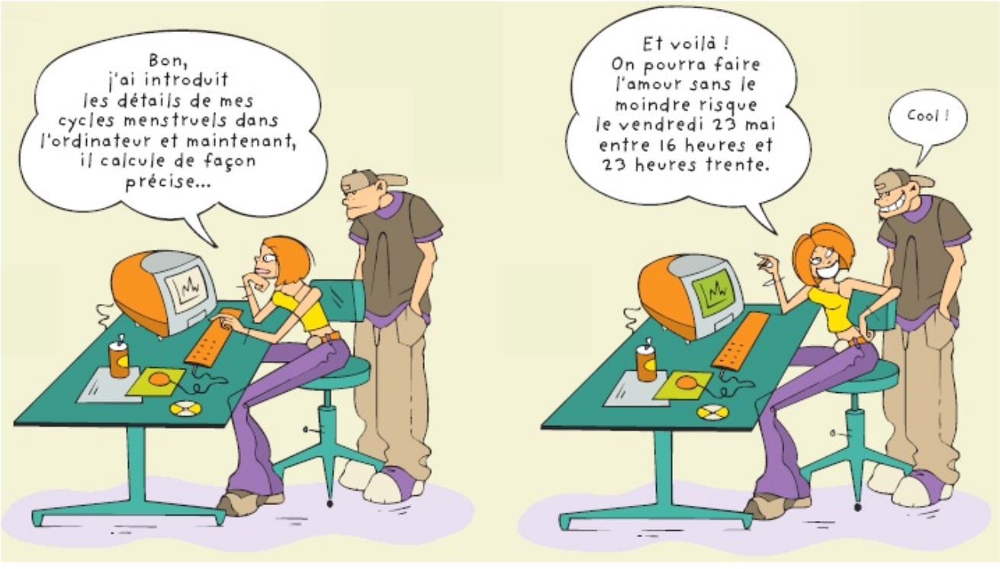 Bon,
j'ai introduit
les détails de mes
cycles menstruels dans
l'ordinateur et maintenant,
il calcule de façon
précise...
Et voilà !
On pourra faire
l'amour sans le
moindre risque
le vendredi 23 mai
entre 16 heures et
23 heures trente.
Cool !